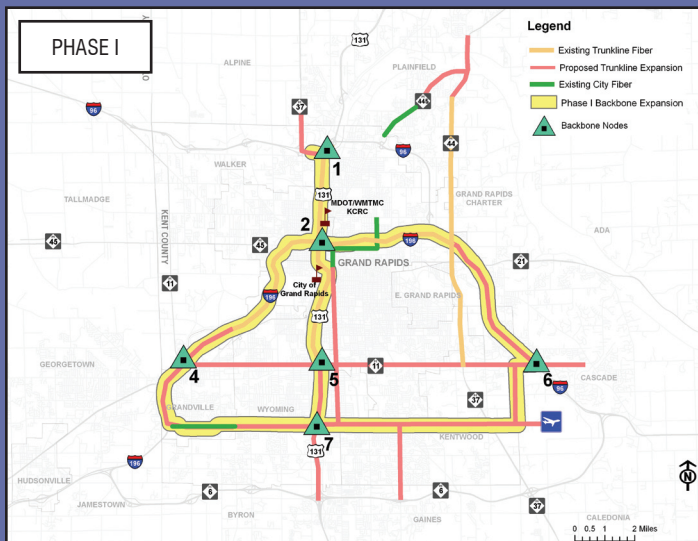 PHASE I
Legend
Existing Trunkline Fiber
Proposed Trunkline Expansion
Existing City Fiber
Phase I Backbone Expansion
Backbone Nodes
131
ALPINE
PLAINFIELD
37
44
96
1
96
WALKER
44
TALLMADGE
131
MDOT/WMTMC
KCRC
GRAND RAPIDS
CHARTER
2
ADA
45
45
196
KENT COUNTY
GRAND RAPIDS
21
11
City of
Grand Rapids
196
E. GRAND RAPIDS
131
GEORGETOWN
4
5
11
6
CASCADE
96
GRANDVILLE
WYOMING
37
7
KENTWOOD
131
196
HUDSONVILLE
JAMESTOWN
6
BYRON
6
GAINES
37
CALEDONIA
N
0 0.5 1 2 Miles